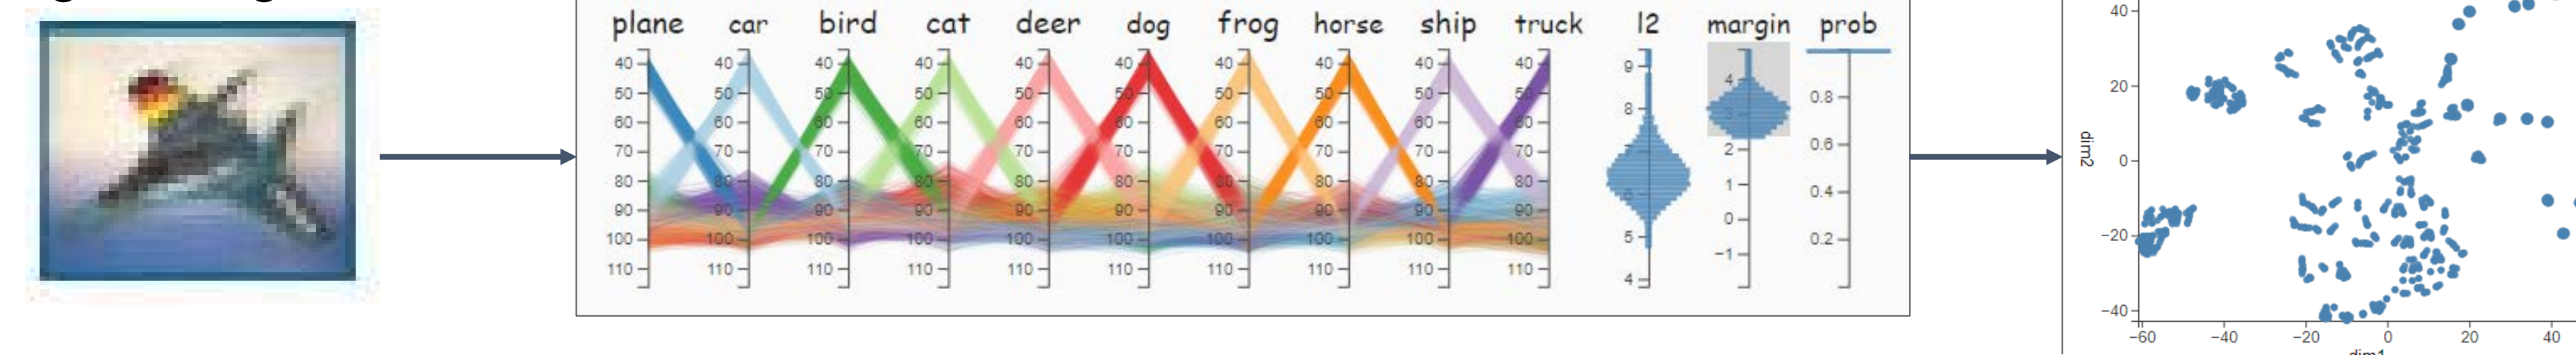 plane car bird cat deer dog frog horse ship truck l2 margin prob
40 40 40 40 40 40 40 40 40 40 9 4 0.8
50 50 50 50 50 50 50 50 50 50 8 2 0.6
60 60 60 60 60 60 60 60 60 60 6 1 0.4
70 70 70 70 70 70 70 70 70 70 5 0 0.2
80 80 80 80 80 80 80 80 80 80 4 −1
90 90 90 90 90 90 90 90 90 90
100 100 100 100 100 100 100 100 100 100
110 110 110 110 110 110 110 110 110 110
dim2
40
20
0
−20
−40
−60 −40 −20 0 20 40